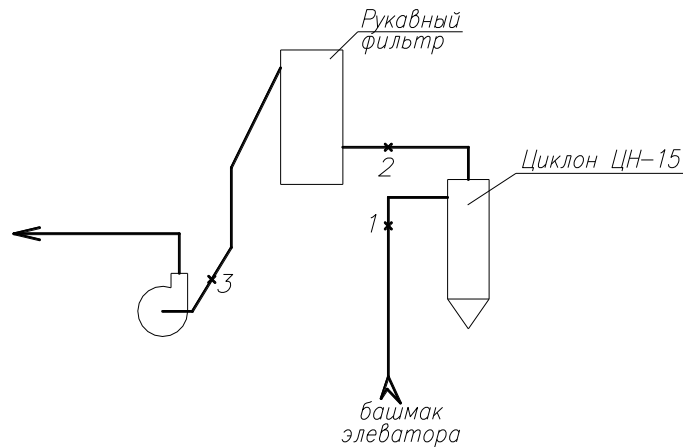 Рукавный
фильтр
Циклон ЦН-15
2
1
3
башмак
элеватора